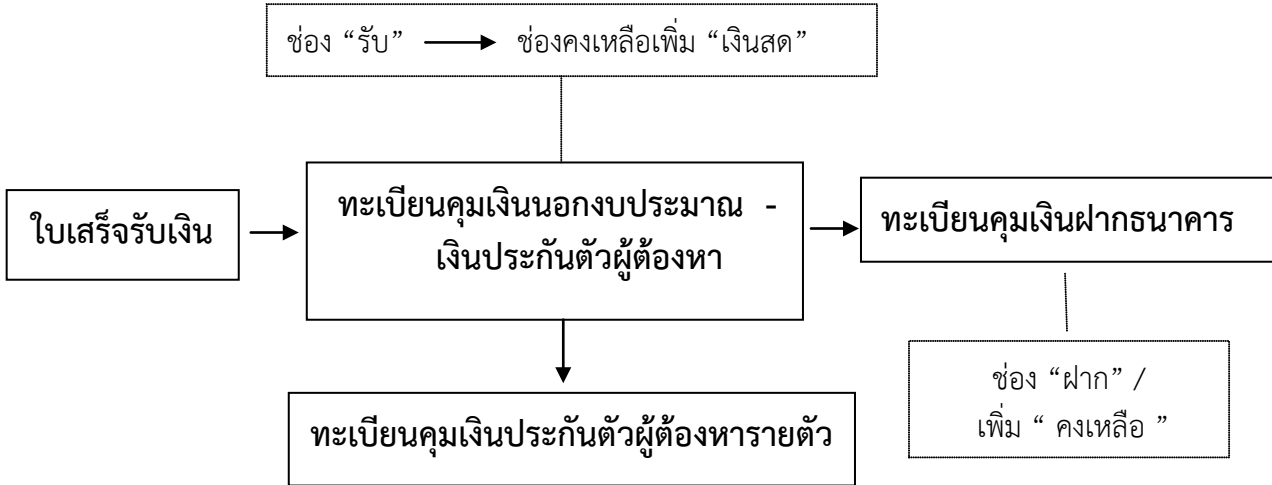 ช่อง “รับ” ช่องคงเหลือเพิ่ม “เงินสด”
ใบเสร็จรับเงิน
ทะเบียนคุมเงินนอกงบประมาณ -
เงินประกันตัวผู้ต้องหา
ทะเบียนคุมเงินฝากธนาคาร
ทะเบียนคุมเงินประกันตัวผู้ต้องหารายตัว
ช่อง “ฝาก” /
เพิ่ม “ คงเหลือ ”